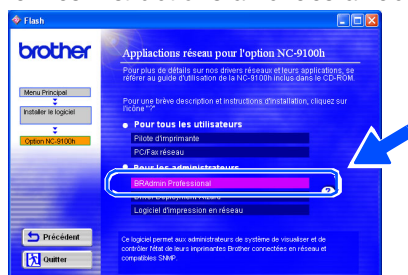 Flash
brother
Appliactions réseau pour l'option NC-9100h
Pour plus de détails sur nos drivers réseaux et leurs applications, se
référer au guide d'utilisation de la NC-9100h inclus dans le CD-ROM.
Pour une brève description et instructions d'installation, cliquez sur
l'icône "?"
Menu Principal
Installer le logiciel
Option NC-9100h
Pour tous les utilisateurs
Pilote d'imprimante
PC/Fax réseau
Pour les administrateurs
BRAdmin Professional
?
Driver Deployment Wizard
Logiciel d'impression en réseau
Précédent
Quitter
Ce logiciel permet aux administrateurs de système de visualiser et de
contrôler l'état de leurs imprimantes Brother connectées en réseau et
compatibles SNMP.